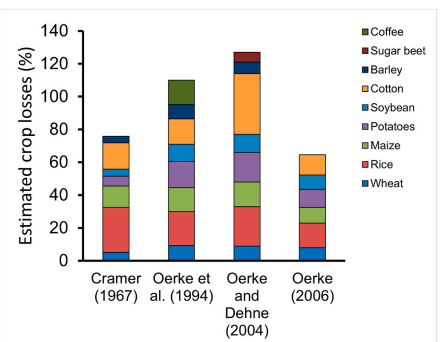 Estimated crop losses (%)
140
120
100
80
60
40
20
0
Cramer
(1967)
Oerke et
al. (1994)
Oerke
and
Dehne
(2004)
Oerke
(2006)
Coffee
Sugar beet
Barley
Cotton
Soybean
Potatoes
Maize
Rice
Wheat